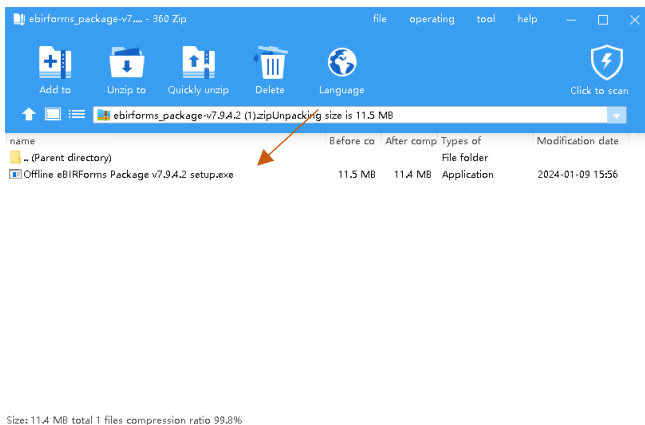 ebirforms_package-v7.... - 360 Zip file operating tool help
Add to Unzip to Quickly unzip Delete Language Click to scan
ebirforms_package-v7.9.4.2 (1).zipUnpacking size is 11.5 MB
name Before co After comp Types of Modification date
.. (Parent directory) File folder
Offline eBIRForms Package v7.9.4.2 setup.exe 11.5 MB 11.4 MB Application 2024-01-09 15:56
Size: 11.4 MB total 1 files compression ratio 99.8%